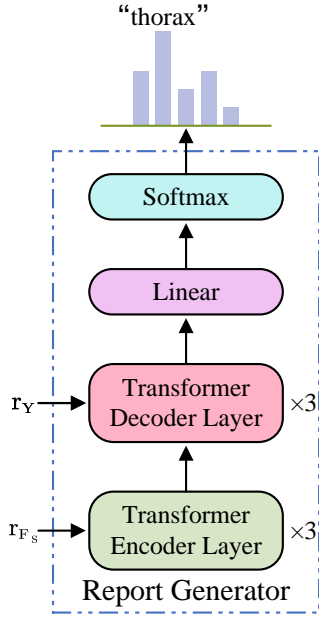 “thorax”
Softmax
Linear
r_Y
Transformer
Decoder Layer
×3
r_{F_s}
Transformer
Encoder Layer
×3
Report Generator